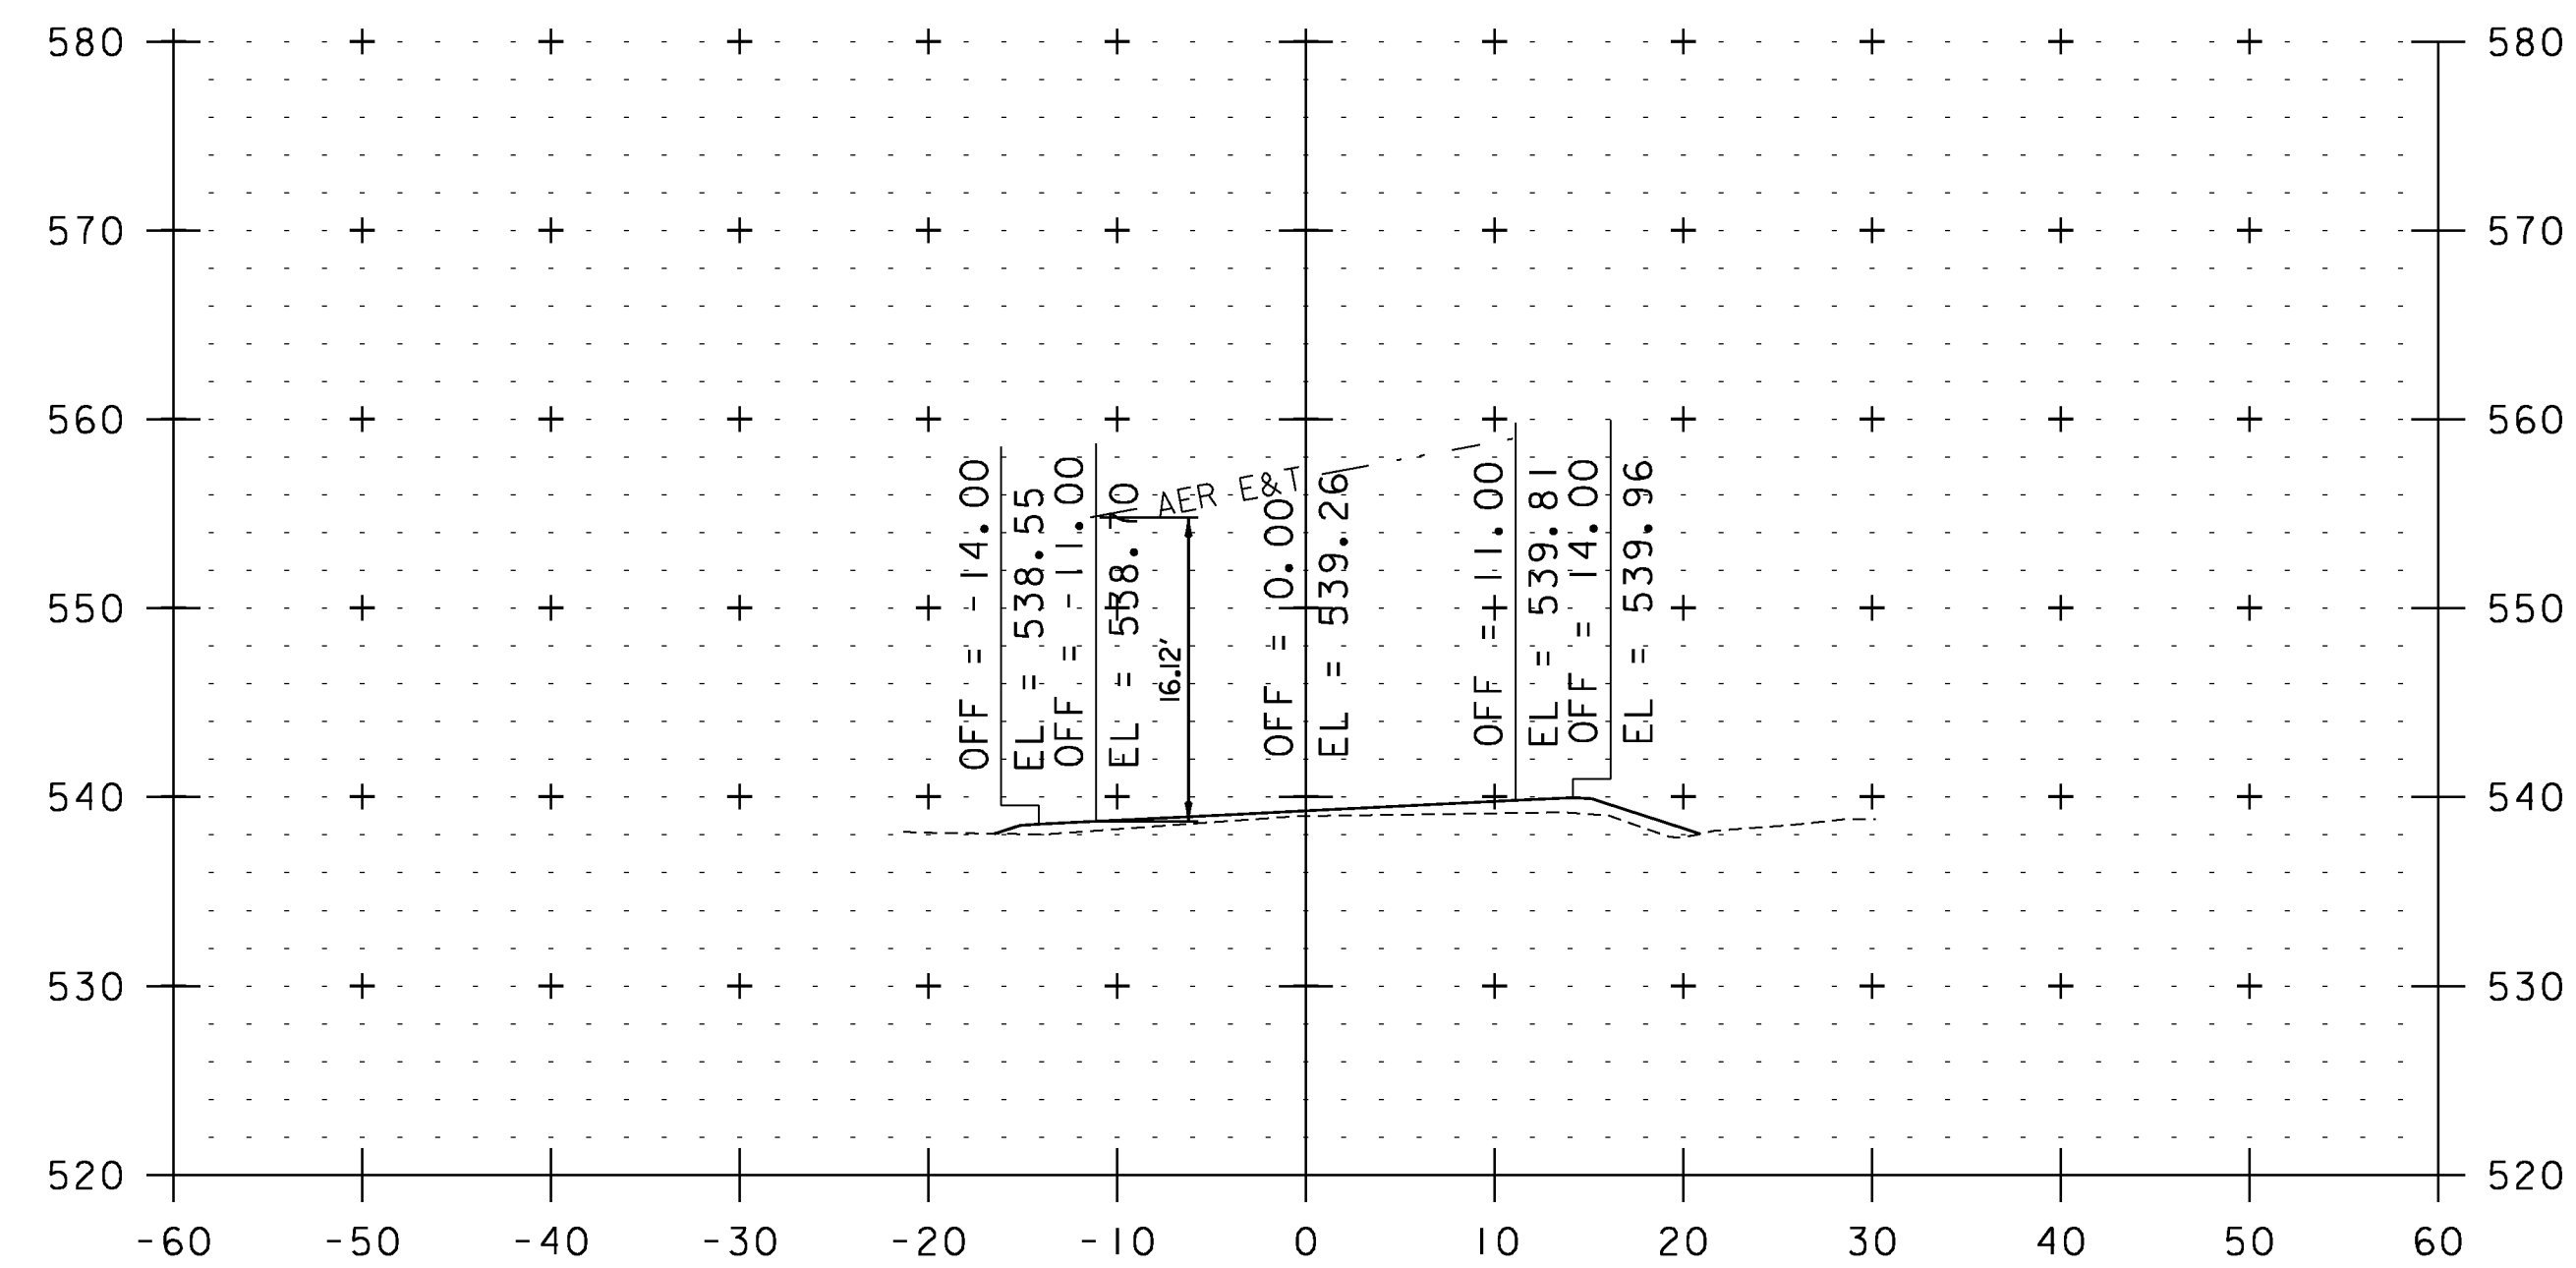 580 580
570 570
560 560
550 550
540 540
530 530
520 520
OFF = -14.00
EL = 538.55
OFF = -11.00
EL = 538.70
AER E&T
16.12'
OFF = 0.00
EL = 539.26
OFF = 11.00
EL = 539.81
OFF = 14.00
EL = 539.96
-60 -50 -40 -30 -20 -10 0 10 20 30 40 50 60